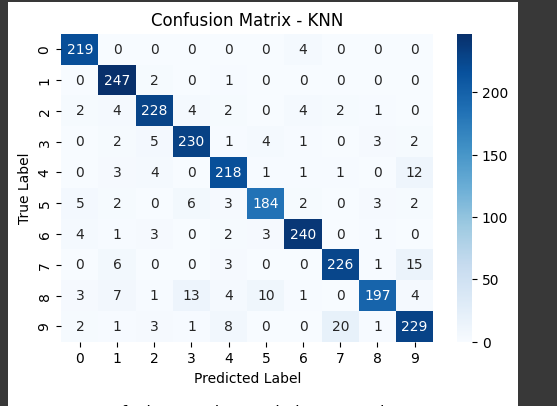 Confusion Matrix - KNN
True Label
0 219 0 0 0 0 0 4 0 0 0
1 0 247 2 0 1 0 0 0 0 0
2 2 4 228 4 2 0 4 2 1 0
3 0 2 5 230 1 4 1 0 3 2
4 0 3 4 0 218 1 1 1 0 12
5 5 2 0 6 3 184 2 0 3 2
6 4 1 3 0 2 3 240 0 1 0
7 0 6 0 0 3 0 0 226 1 15
8 3 7 1 13 4 10 1 0 197 4
9 2 1 3 1 8 0 0 20 1 229
0 1 2 3 4 5 6 7 8 9
Predicted Label
200
150
100
50
0